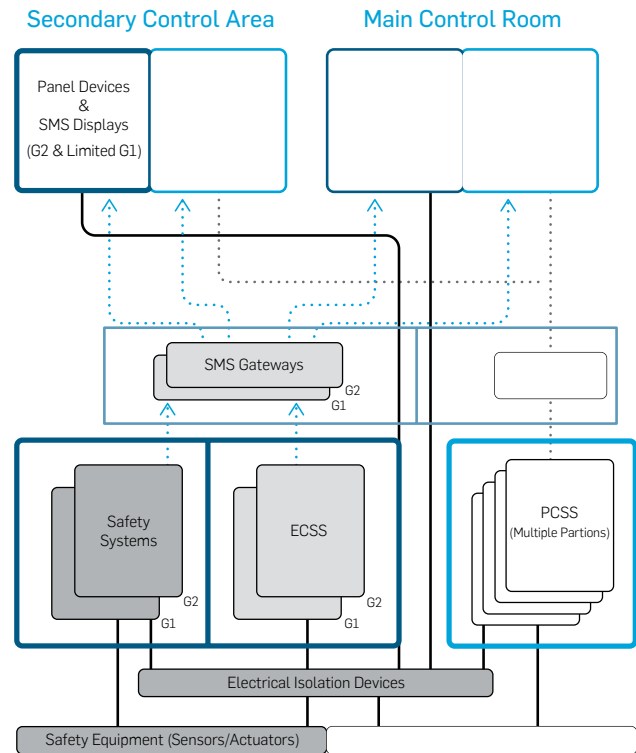 Secondary Control Area
Main Control Room
Panel Devices
&
SMS Displays
(G2 & Limited G1)
SMS Gateways
G2
G1
Safety
Systems
G2
G1
ECSS
G2
G1
PCSS
(Multiple Partions)
Electrical Isolation Devices
Safety Equipment (Sensors/Actuators)